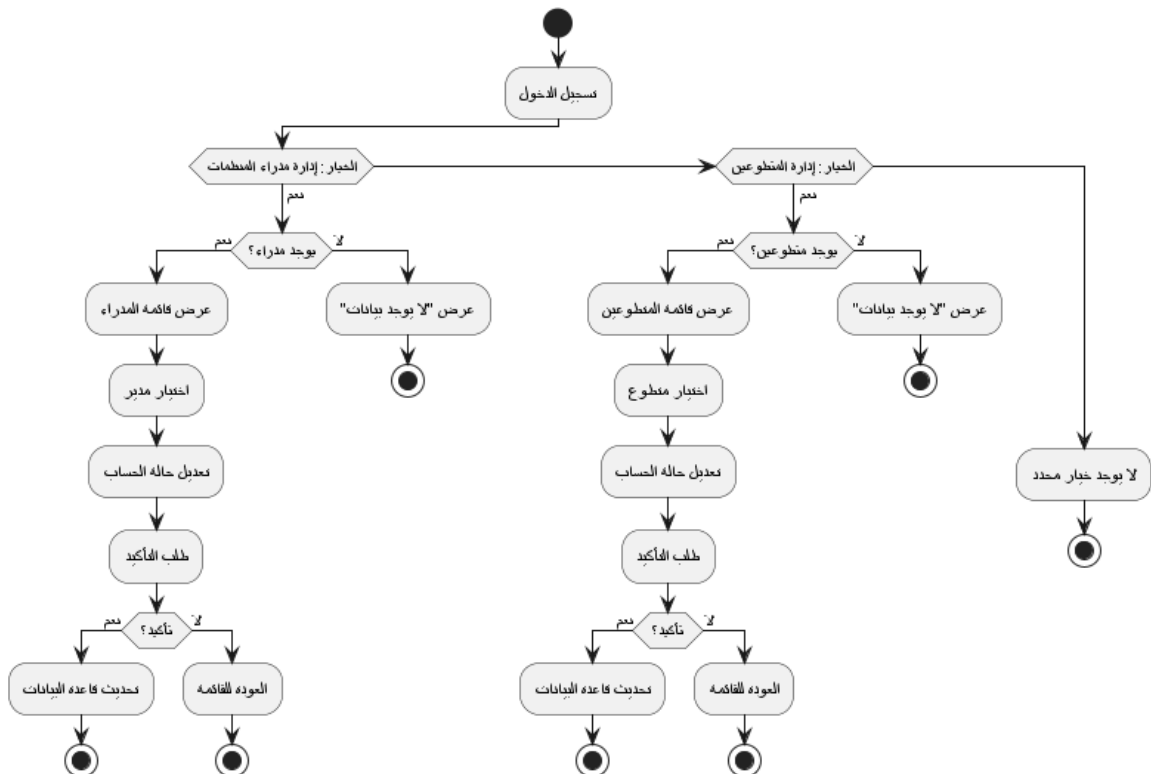 تسجيل الدخول
الخيار : إدارة مدراء المنظمات
الخيار : إدارة المتطوعين
نعم
نعم
نعم
يوجد مدراء؟
لا
نعم
يوجد متطوعين؟
لا
عرض قائمة المدراء
عرض "لا يوجد بيانات"
عرض قائمة المتطوعين
عرض "لا يوجد بيانات"
اختيار مدير
اختيار متطوع
تعديل حالة الحساب
تعديل حالة الحساب
لا يوجد خيار محدد
طلب التأكيد
طلب التأكيد
نعم
تأكيد؟
لا
نعم
تأكيد؟
لا
تحديث قاعدة البيانات
العودة للقائمة
تحديث قاعدة البيانات
العودة للقائمة